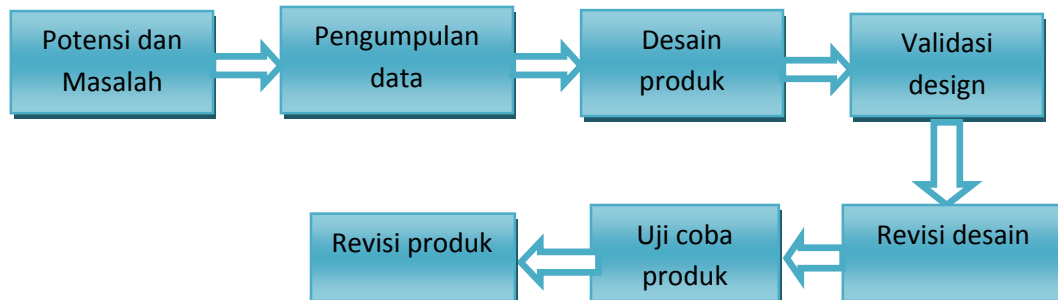 Potensi dan
Masalah
Pengumpulan
data
Desain
produk
Validasi
design
Revisi desain
Uji coba
produk
Revisi produk